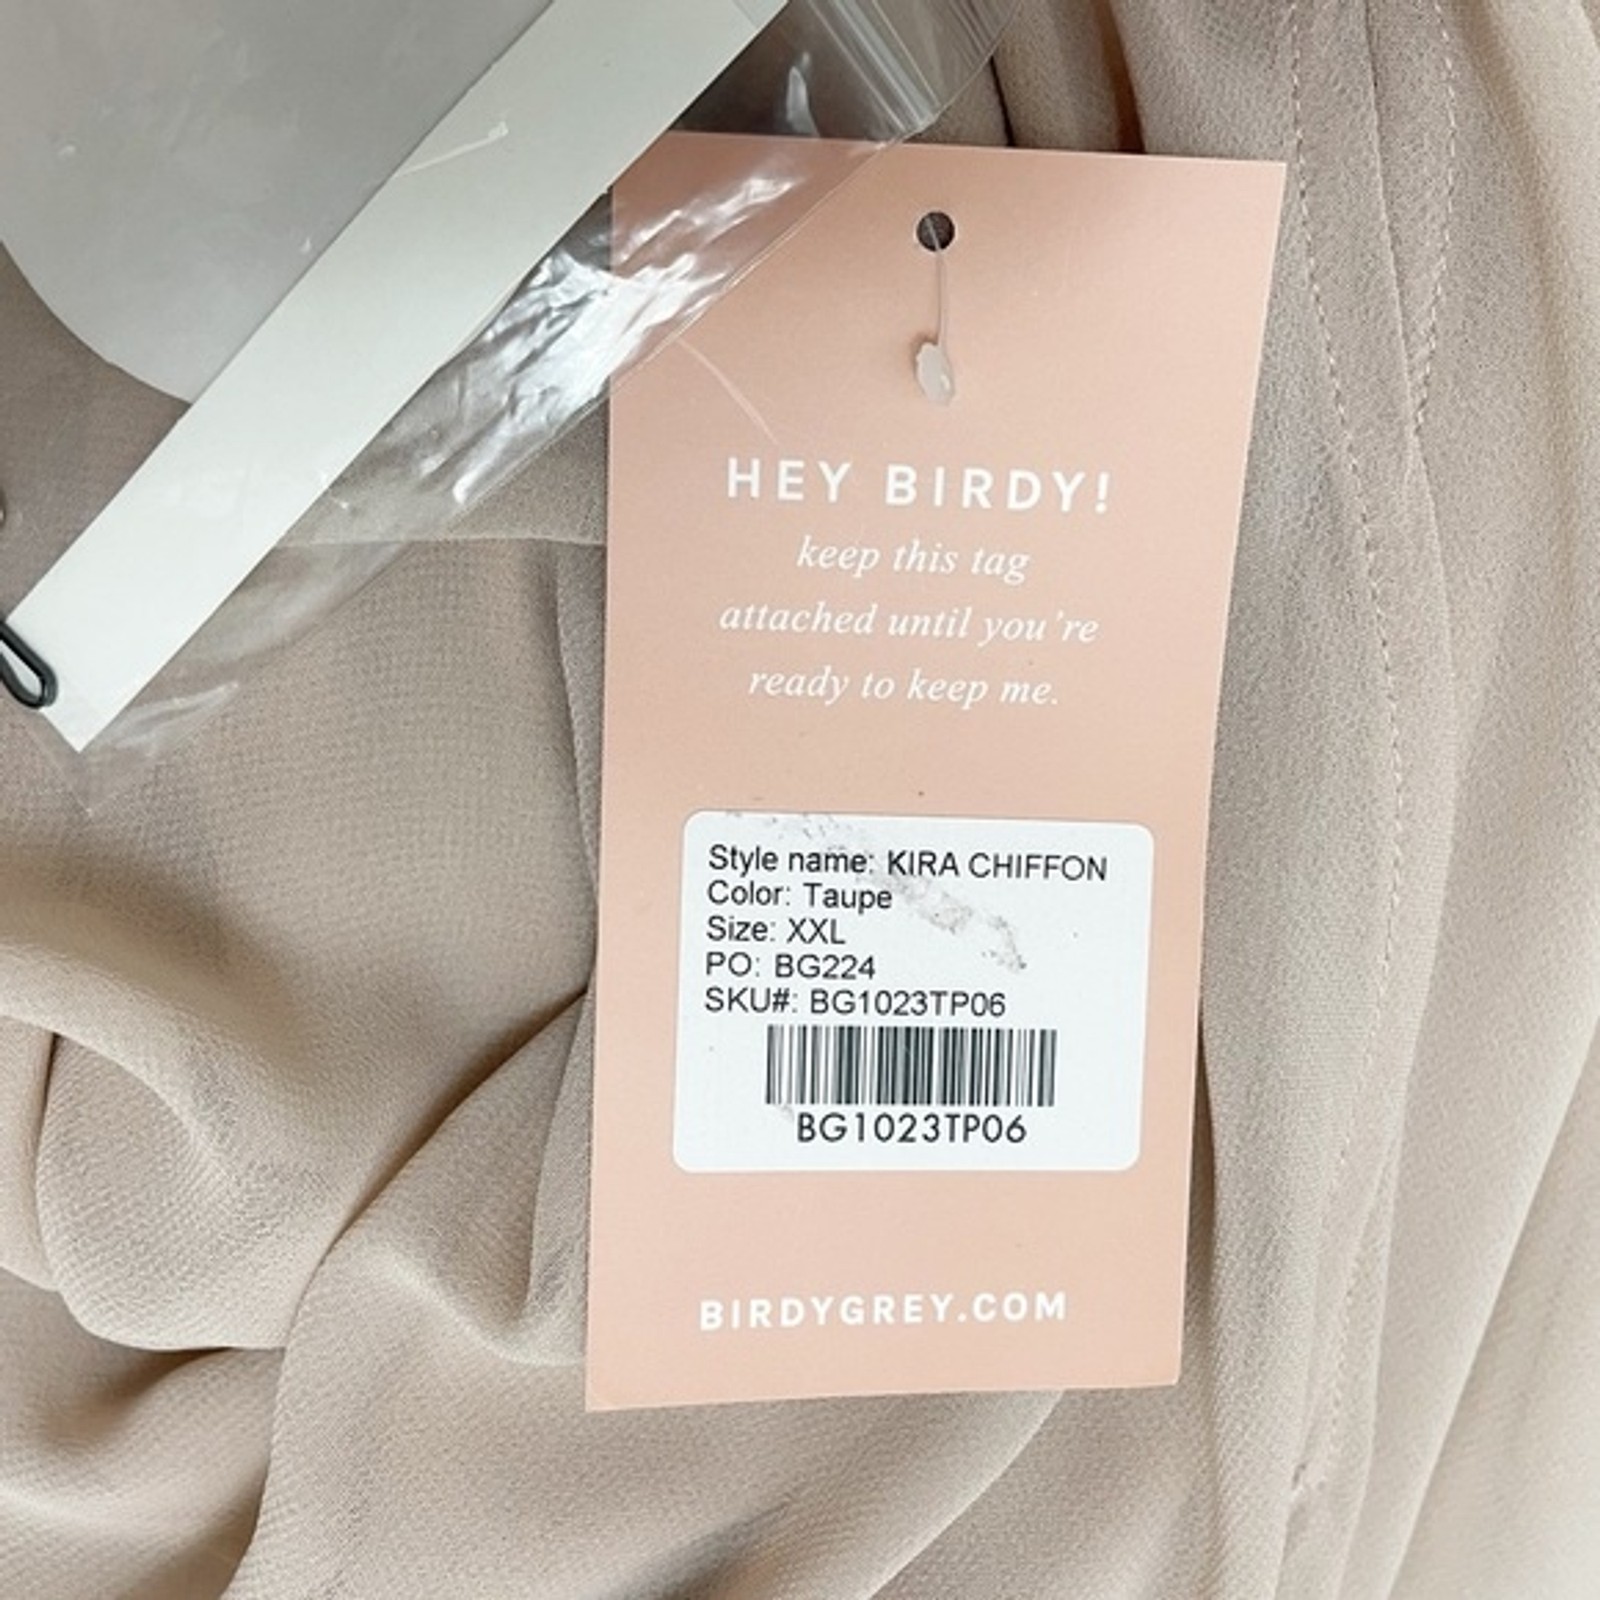 HEY BIRDY!
keep this tag
attached until you're
ready to keep me.
Style name: KIRA CHIFFON
Color: Taupe
Size: XXL
PO: BG224
SKU#: BG1023TP06
BG1023TP06
BIRDYGREY.COM